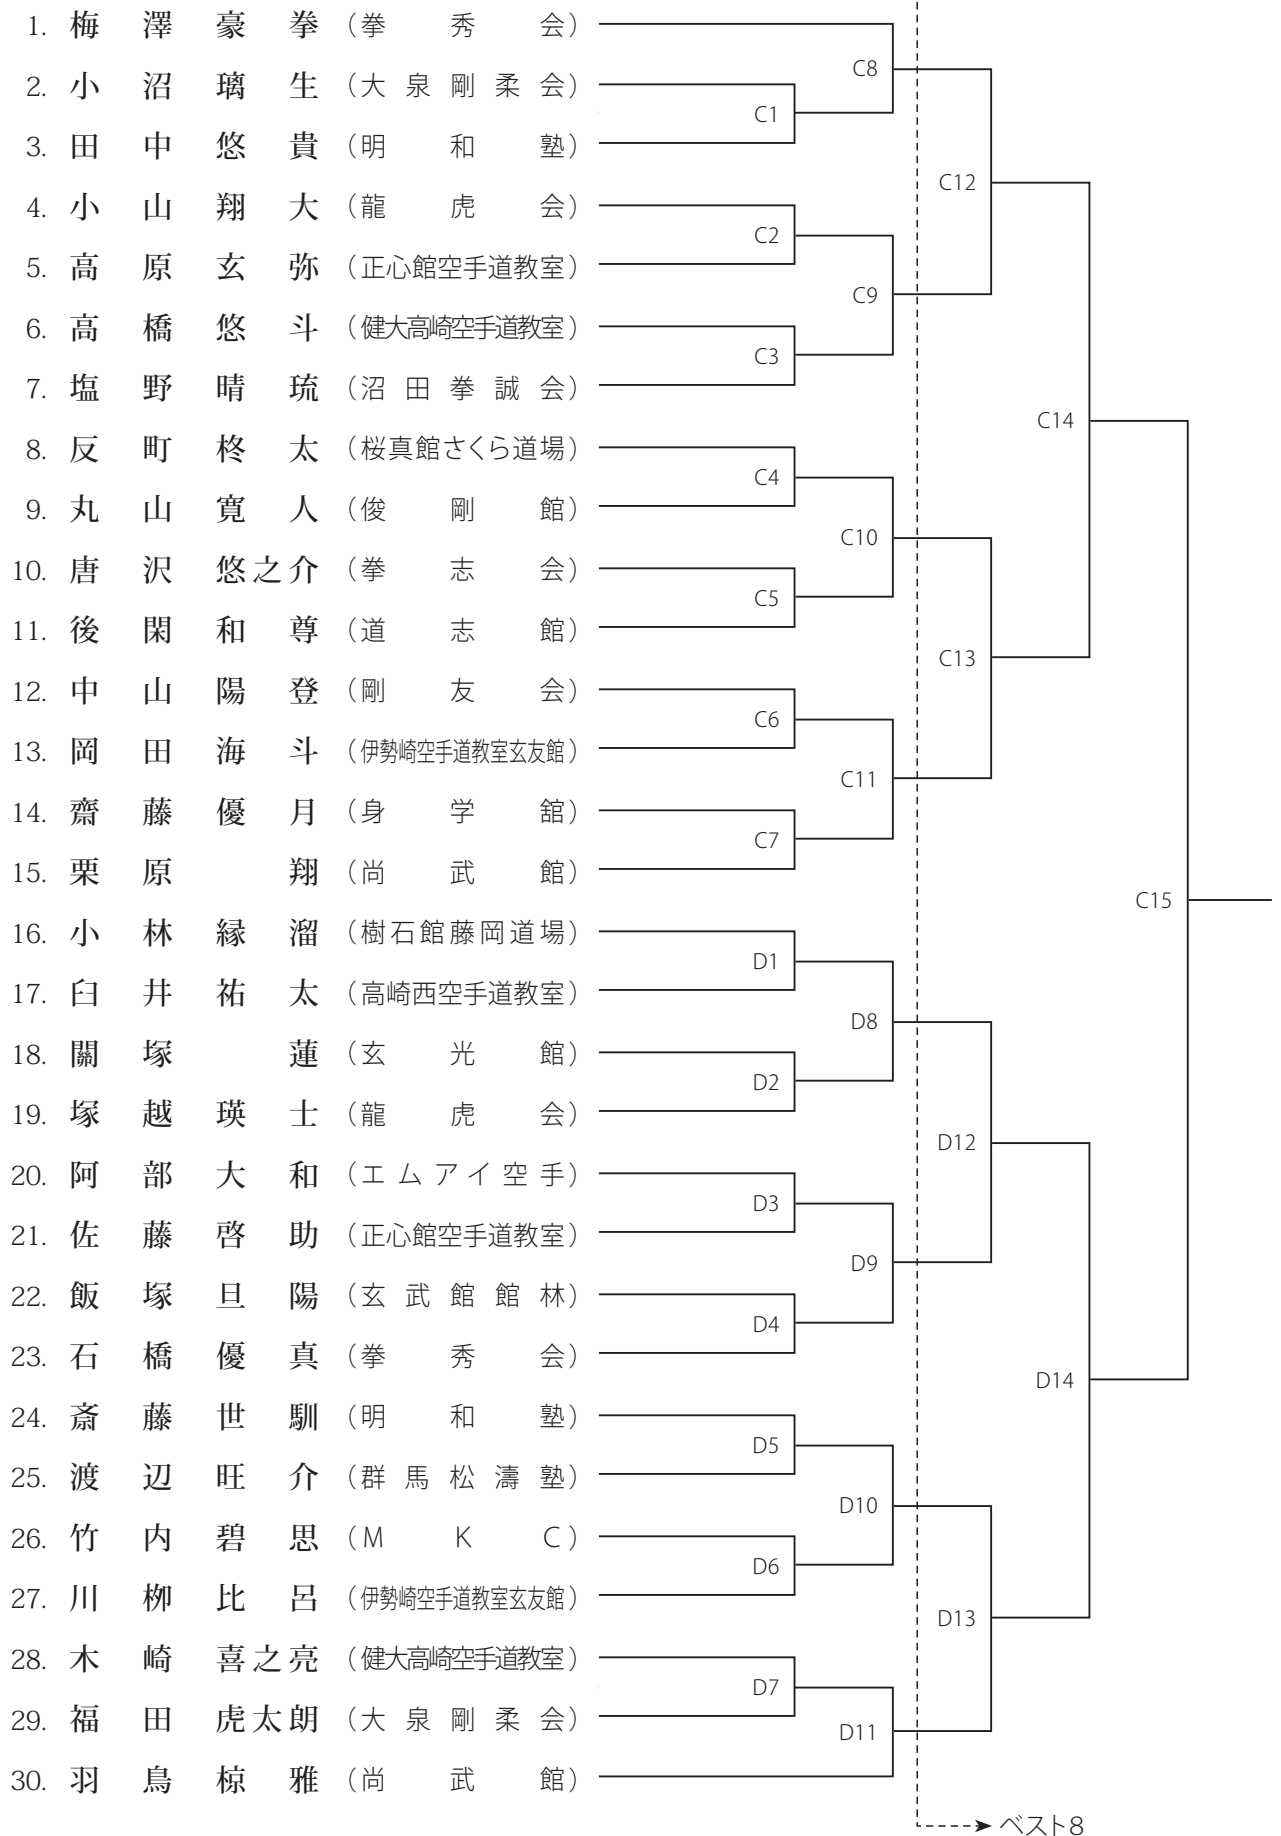 1. 梅澤豪拳（拳秀会）
C8
2. 小沼璃生（大泉剛柔会）
C1
3. 田中悠貴（明和塾）
C12
4. 小山翔大（龍虎会）
C2
5. 高原玄弥（正心館空手道教室）
C9
6. 高橋悠斗（健大高崎空手道教室）
C3
7. 塩野晴琉（沼田拳誠会）
C14
8. 反町柊太（桜真館さくら道場）
C4
9. 丸山寛人（俊剛館）
C10
10. 唐沢悠之介（拳志会）
C5
11. 後閑和尊（道志館）
C13
12. 中山陽登（剛友会）
C6
13. 岡田海斗（伊勢崎空手道教室玄友館）
C11
14. 齋藤優月（身学舘）
C7
15. 栗原翔（尚武館）
C15
16. 小林縁溜（樹石館藤岡道場）
D1
17. 臼井祐太（高崎西空手道教室）
D8
18. 關塚蓮（玄光館）
D2
19. 塚越瑛士（龍虎会）
D12
20. 阿部大和（エムアイ空手）
D3
21. 佐藤啓助（正心館空手道教室）
D9
22. 飯塚旦陽（玄武館館林）
D4
23. 石橋優真（拳秀会）
D14
24. 斎藤世馴（明和塾）
D5
25. 渡辺旺介（群馬松濤塾）
D10
26. 竹内碧思（MKC）
D6
27. 川栁比呂（伊勢崎空手道教室玄友館）
D13
28. 木崎喜之亮（健大高崎空手道教室）
D7
29. 福田虎太朗（大泉剛柔会）
D11
30. 羽鳥椋雅（尚武館）
ベスト8